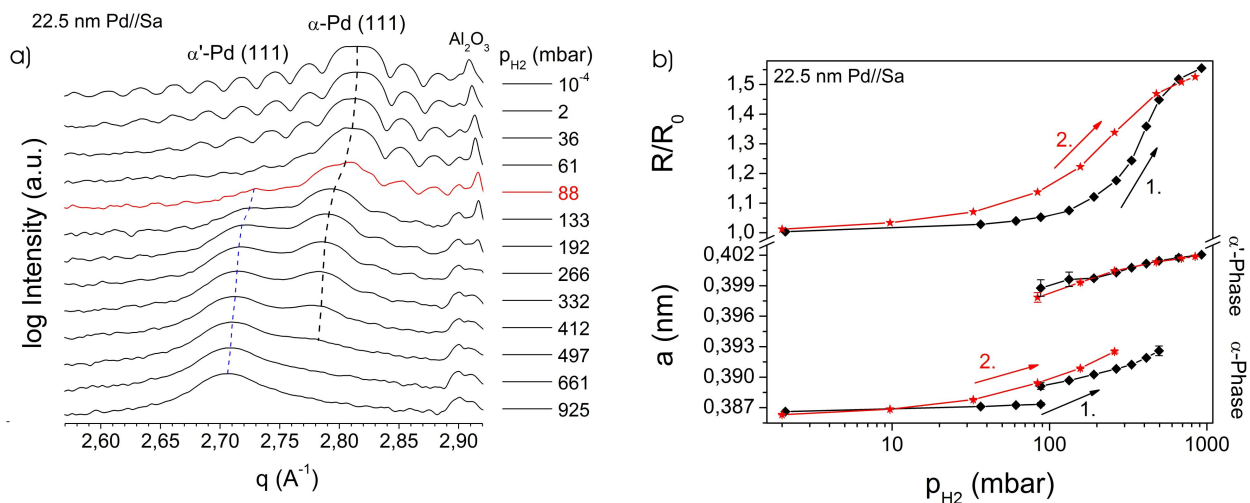 22.5 nm Pd//Sa
a)
α'-Pd (111)
α-Pd (111)
Al2O3
pH2 (mbar)
10-4
2
36
61
88
133
192
266
332
412
497
661
925
log Intensity (a.u.)
2,60
2,65
2,70
2,75
2,80
2,85
2,90
q (A-1)
b)
22.5 nm Pd//Sa
1,5
1,4
1,3
1,2
1,1
1,0
R/R0
2.
1.
0,402
0,399
0,396
0,393
0,390
0,387
a (nm)
2.
1.
α'-Phase
α-Phase
10
100
1000
pH2 (mbar)